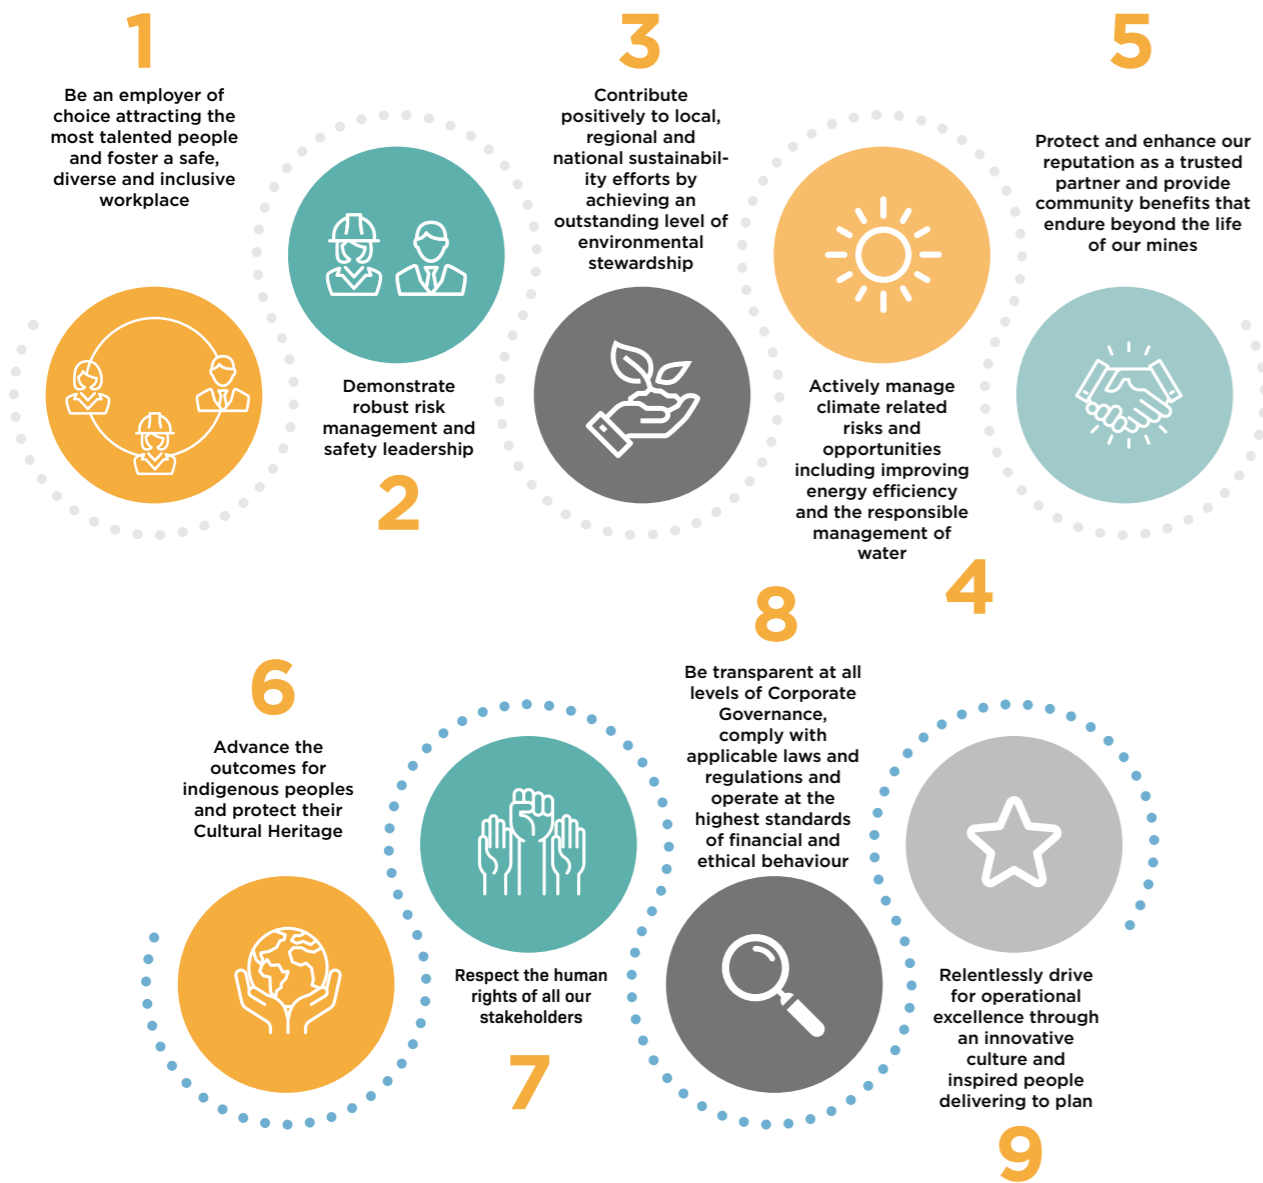 1
Be an employer of
choice attracting the
most talented people
and foster a safe,
diverse and inclusive
workplace
Demonstrate
robust risk
management and
safety leadership
2
3
Contribute
positively to local,
regional and
national sustainabil-
ity efforts by
achieving an
outstanding level of
environmental
stewardship
Actively manage
climate related
risks and
opportunities
including improving
energy efficiency
and the responsible
management of
water
4
5
Protect and enhance our
reputation as a trusted
partner and provide
community benefits that
endure beyond the life
of our mines
6
Advance the
outcomes for
indigenous peoples
and protect their
Cultural Heritage
Respect the human
rights of all our
stakeholders
7
8
Be transparent at all
levels of Corporate
Governance,
comply with
applicable laws and
regulations and
operate at the
highest standards
of financial and
ethical behaviour
Relentlessly drive
for operational
excellence through
an innovative
culture and
inspired people
delivering to plan
9